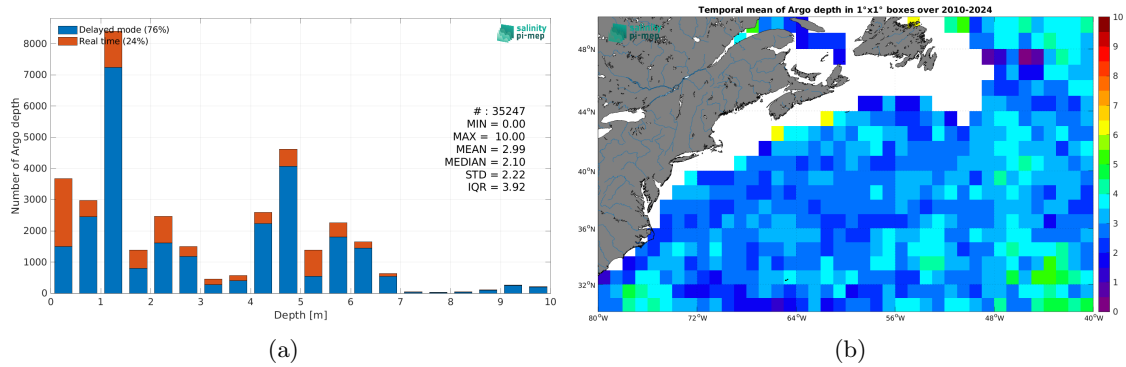 Delayed mode (76%)
Real time (24%)
salinity
pi-mep
8000
7000
6000
5000
4000
3000
2000
1000
0
Number of Argo depth
# : 35247
MIN = 0.00
MAX = 10.00
MEAN = 2.99
MEDIAN = 2.10
STD = 2.22
IQR = 3.92
0 1 2 3 4 5 6 7 8 9 10
Depth [m]
(a)
Temporal mean of Argo depth in 1°x1° boxes over 2010-2024
salinity
pi-mep
48°N
44°N
40°N
36°N
32°N
80°W 72°W 64°W 56°W 48°W 40°W
10
9
8
7
6
5
4
3
2
1
0
(b)